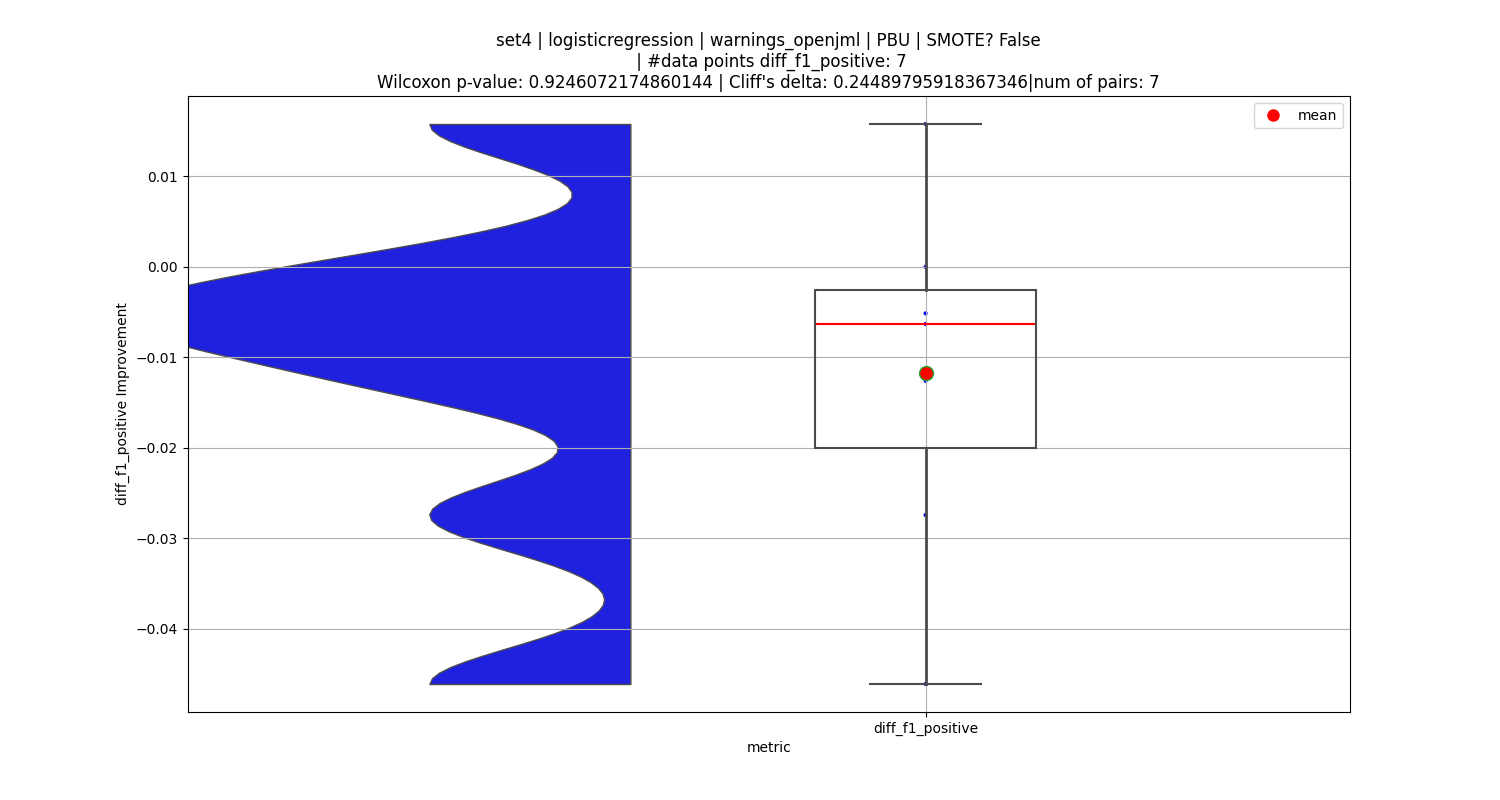 set4 | logisticregression | warnings_openjml | PBU | SMOTE? False
| #data points diff_f1_positive: 7
Wilcoxon p-value: 0.9246072174860144 | Cliff's delta: 0.24489795918367346|num of pairs: 7
mean
0.01
0.00
−0.01
−0.02
−0.03
−0.04
diff_f1_positive Improvement
diff_f1_positive
metric